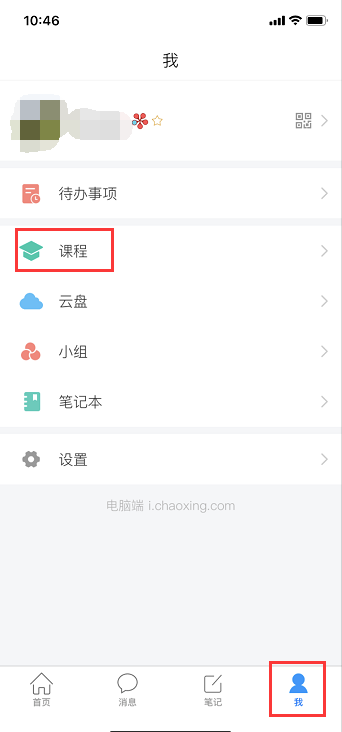 10:46
我
待办事项
课程
云盘
小组
笔记本
设置
电脑端 i.chaoxing.com
首页
消息
笔记
我